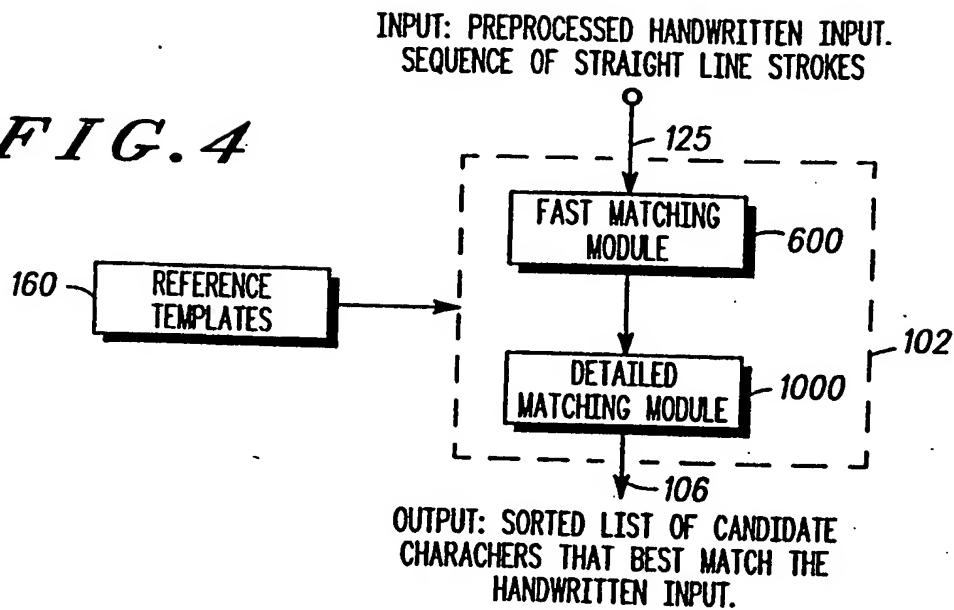 INPUT: PREPROCESSED HANDWRITTEN INPUT.
SEQUENCE OF STRAIGHT LINE STROKES
FIG. 4
125
FAST MATCHING
MODULE
600
160
REFERENCE
TEMPLATES
102
DETAILED
MATCHING MODULE
1000
106
OUTPUT: SORTED LIST OF CANDIDATE
CHARACHERS THAT BEST MATCH THE
HANDWRITTEN INPUT.